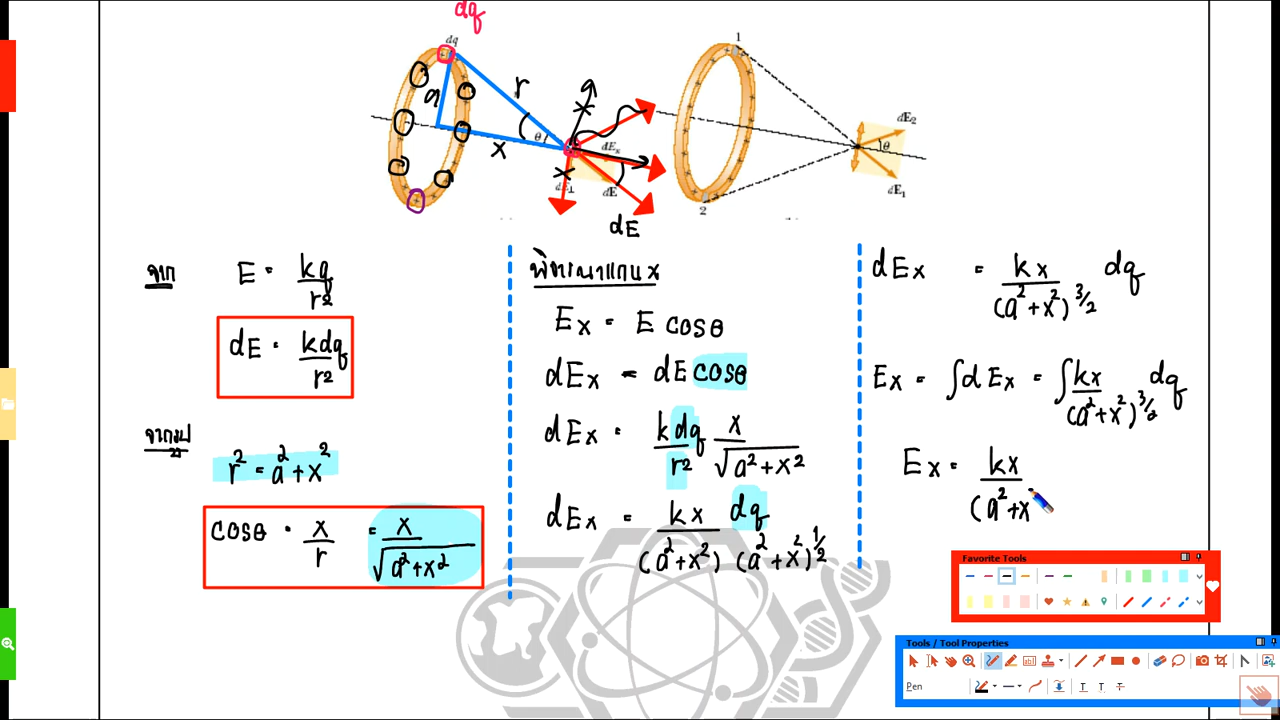 dq
dq
a
r
θ
x
y
dEx
dE⊥
dE
dE
1
2
dE2
θ
dE1
จาก
E = kq/r²
dE = kdq/r²
จากรูป
r² = a² + x²
cosθ = x/r = x/√(a² + x²)
พิจารณาแกน x
Ex = E cosθ
dEx = dE cosθ
dEx = kdq/r² x/√(a² + x²)
dEx = kx dq/(a² + x²)(a² + x²)^1/2
dEx = kx/(a² + x²)^3/2 dq
Ex = ∫dEx = ∫kx/(a² + x²)^3/2 dq
Ex = kx/(a² + x
Favorite Tools
Tools / Tool Properties
Pen